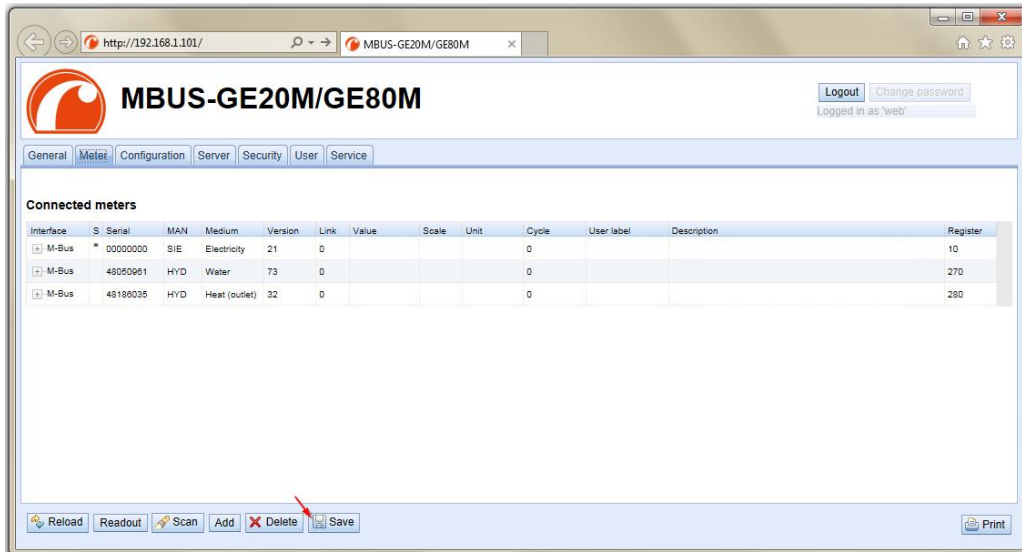 http://192.168.1.101/ MBUS-GE20M/GE80M
MBUS-GE20M/GE80M
Logout Change password
Logged in as 'web'
General Meter Configuration Server Security User Service
Connected meters
Interface S Serial MAN Medium Version Link Value Scale Unit Cycle User label Description Register
M-Bus * 00000000 SIE Electricity 21 0 0 10
M-Bus 48050961 HYD Water 73 0 0 270
M-Bus 48186035 HYD Heat (outlet) 32 0 0 280
Reload Readout Scan Add Delete Save Print